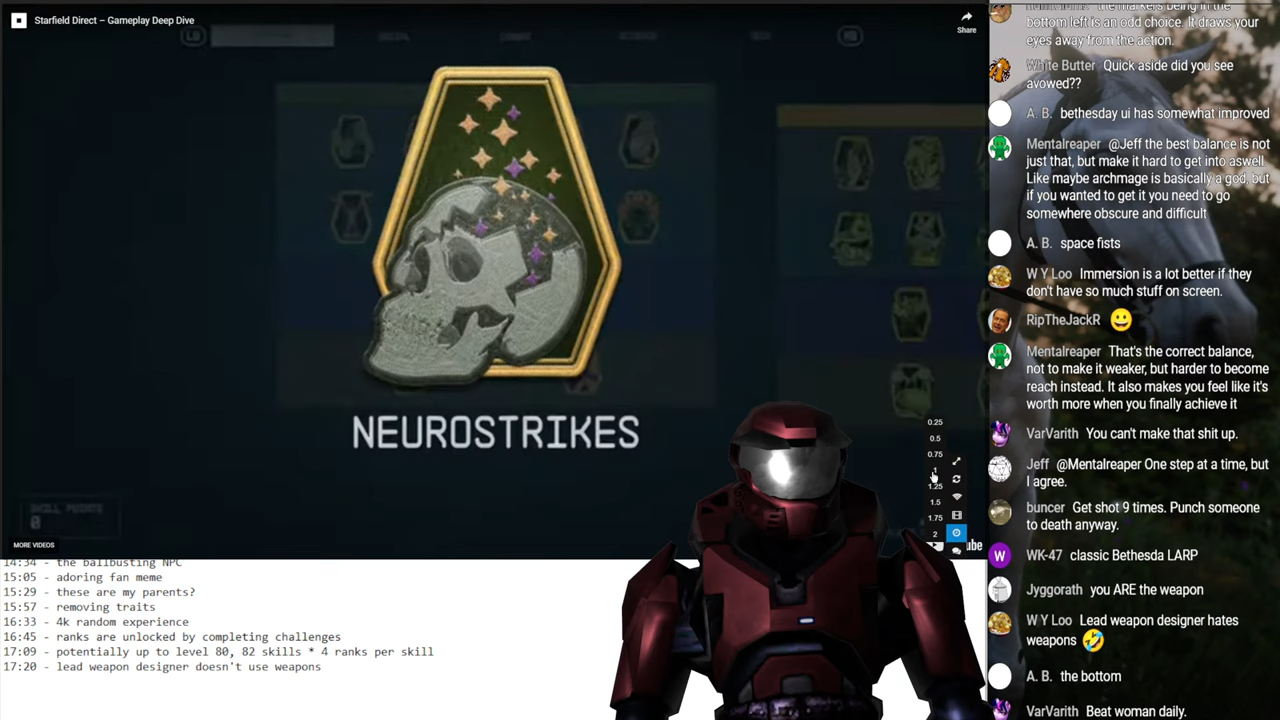 Starfield Direct – Gameplay Deep Dive
Share
LB
RB
TECH
NEUROSTRIKES
SKILL POINTS
0
MORE VIDEOS
0.25
0.5
0.75
1
1.25
1.5
1.75
2
14:34 - the ballbusting NPC
15:05 - adoring fan meme
15:29 - these are my parents?
15:57 - removing traits
16:33 - 4k random experience
16:45 - ranks are unlocked by completing challenges
17:09 - potentially up to level 80, 82 skills * 4 ranks per skill
17:20 - lead weapon designer doesn't use weapons
the markers being in the
bottom left is an odd choice. It draws your
eyes away from the action.
White Butter Quick aside did you see
avowed??
A. B. bethesday ui has somewhat improved
Mentalreaper @Jeff the best balance is not
just that, but make it hard to get into aswell
Like maybe archmage is basically a god, but
if you wanted to get it you need to go
somewhere obscure and difficult
A. B. space fists
W Y Loo Immersion is a lot better if they
don't have so much stuff on screen.
RipTheJackR 😀
Mentalreaper That's the correct balance,
not to make it weaker, but harder to become
reach instead. It also makes you feel like it's
worth more when you finally achieve it
VarVarith You can't make that shit up.
Jeff @Mentalreaper One step at a time, but
I agree.
buncer Get shot 9 times. Punch someone
to death anyway.
W
WK-47 classic Bethesda LARP
Jyggorath you ARE the weapon
W Y Loo Lead weapon designer hates
weapons 🤣
A. B. the bottom
VarVarith Beat woman daily.